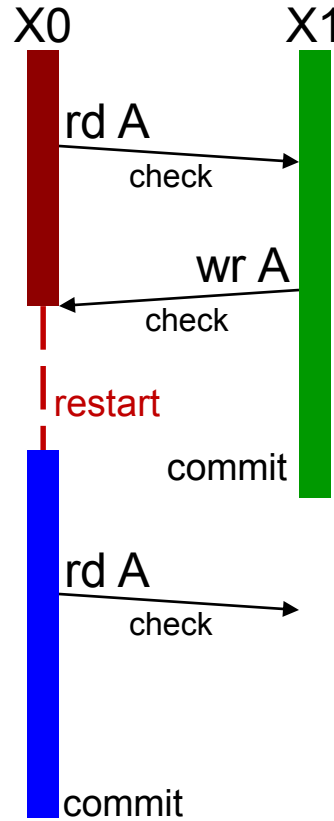 X0 X1
rd A
check
wr A
check
restart
commit
rd A
check
commit